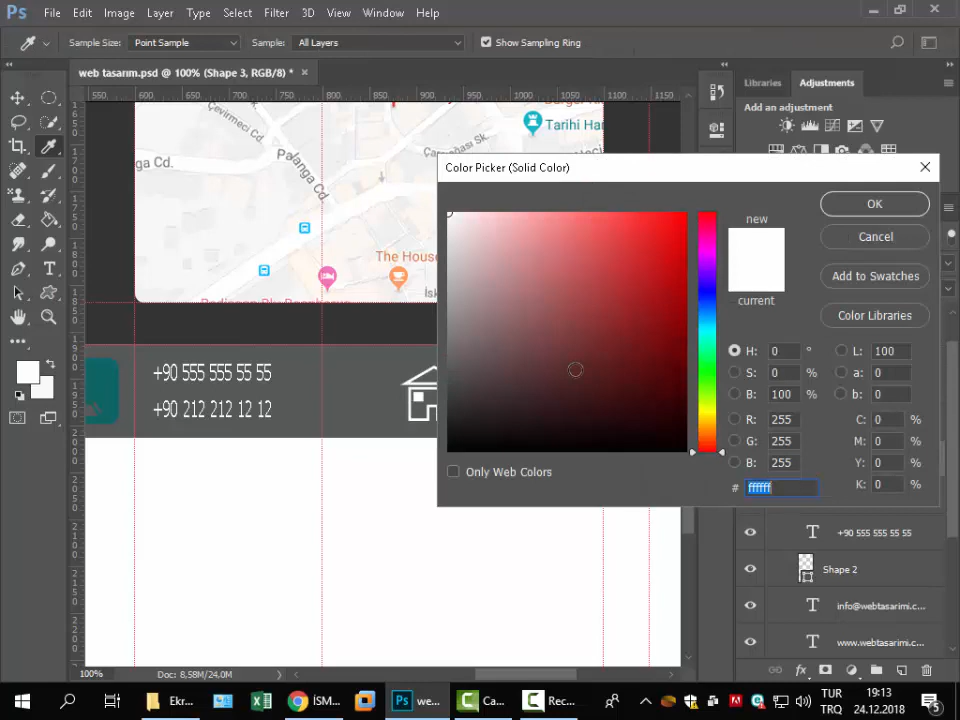 Ps File Edit Image Layer Type Select Filter 3D View Window Help
Sample Size: Point Sample Sample: All Layers Show Sampling Ring
web tasarım.psd @ 100% (Shape 3, RGB/8) * ×
Libraries Adjustments
Add an adjustment
550 600 650 700 750 800 850 900 950 1000 1050 1100 1150
Çevirmeci Cd.
Tarihi Har
ga Cd.
Palanga Cd.
The House
Color Picker (Solid Color)
new
current
OK
Cancel
Add to Swatches
Color Libraries
H: 0 °
S: 0 %
B: 100 %
R: 255
G: 255
B: 255
# ffffff
L: 100
a: 0
b: 0
C: 0 %
M: 0 %
Y: 0 %
K: 0 %
Only Web Colors
+90 555 555 55 55
+90 212 212 12 12
T +90 555 555 55 55
Shape 2
T info@webtasarimi.c...
T www.webtasarimi.c...
100% Doc: 8,58M/24,0M
fx
Ekr...
İSM...
Ps we...
Ca...
Rec...
TUR
TRQ
19:13
24.12.2018
5